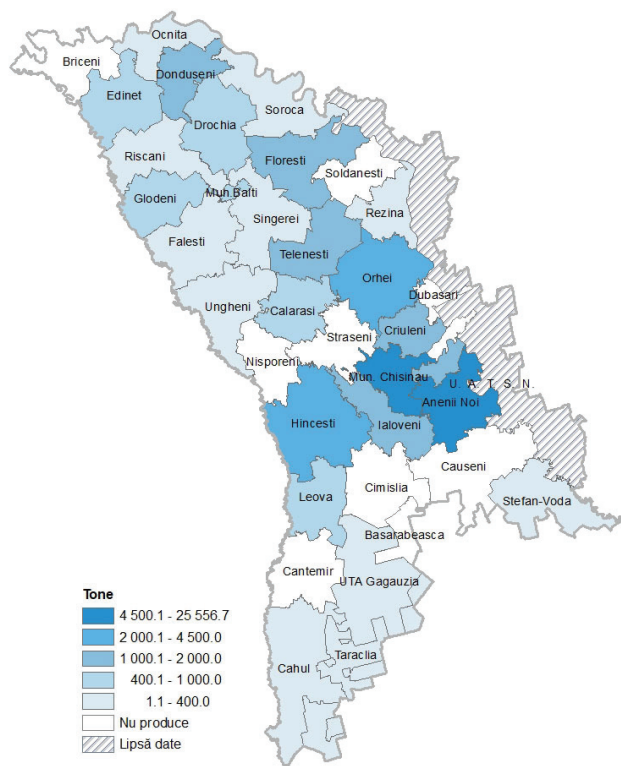 Ocnita
Briceni
Donduseni
Edinet
Soroca
Drochia
Riscani
Floresti
Soldanesti
Mun.Balti
Glodeni
Singerei
Rezina
Falesti
Telenesti
Orhei
Dubasari
Ungheni
Calarasi
Criuleni
Straseni
Nisporeni
Mun. Chisinau
U. A. T. S. N.
Anenii Noi
Hincesti
Ialoveni
Causeni
Cimislia
Leova
Stefan-Voda
Basarabeasca
Cantemir
UTA Gagauzia
Taraclia
Cahul
Tone
4 500.1 - 25 556.7
2 000.1 - 4 500.0
1 000.1 - 2 000.0
400.1 - 1 000.0
1.1 - 400.0
Nu produce
Lipsă date